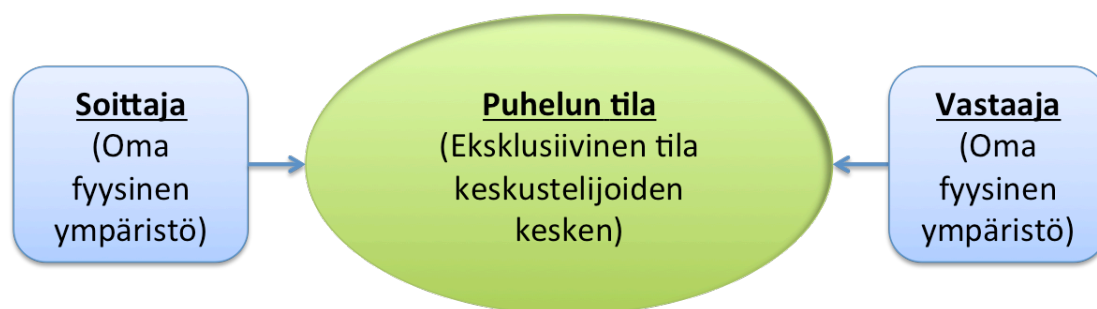 Soittaja
(Oma
fyysinen
ympäristö)
Puhelun tila
(Eksklusiivinen tila
keskustelijoiden
kesken)
Vastaaja
(Oma
fyysinen
ympäristö)